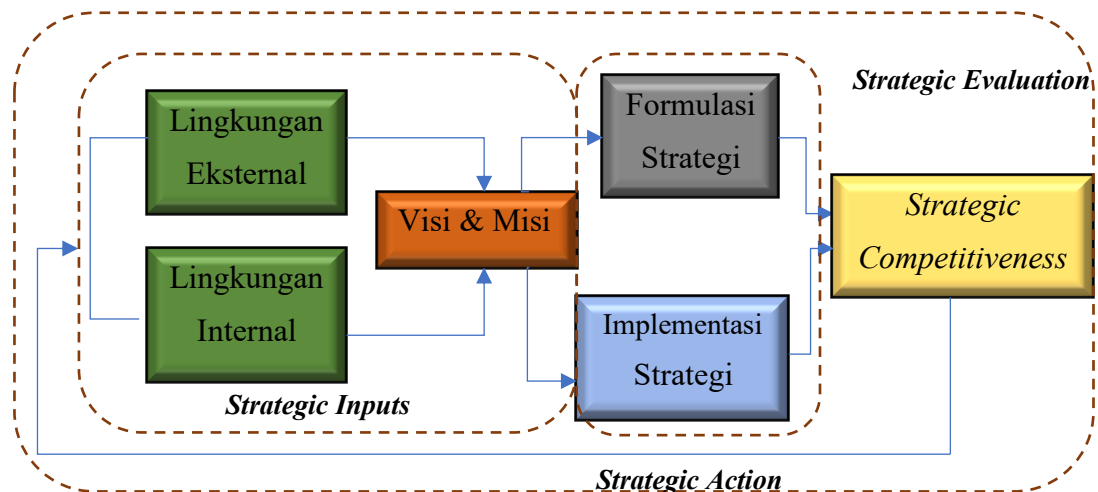 Lingkungan
Eksternal
Lingkungan
Internal
Strategic Inputs
Visi & Misi
Formulasi
Strategi
Implementasi
Strategi
Strategic Evaluation
Strategic
Competitiveness
Strategic Action